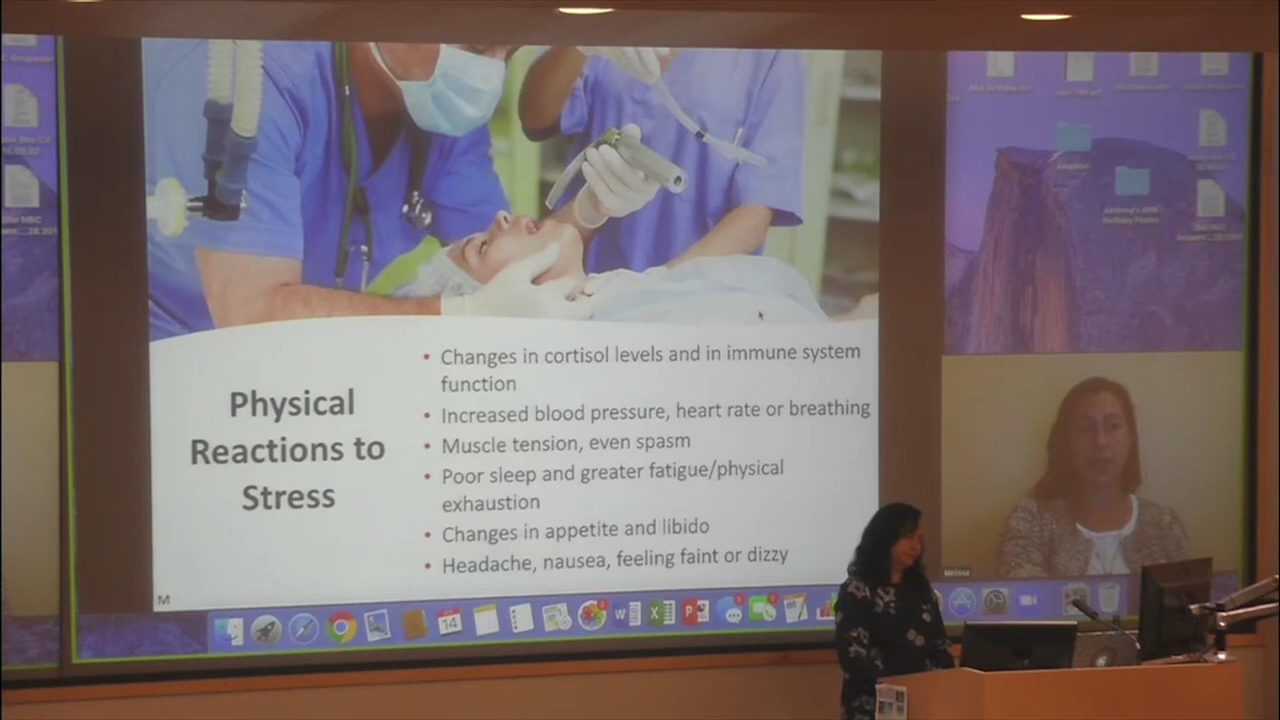 Physical
Reactions to
Stress
• Changes in cortisol levels and in immune system
function
• Increased blood pressure, heart rate or breathing
• Muscle tension, even spasm
• Poor sleep and greater fatigue/physical
exhaustion
• Changes in appetite and libido
• Headache, nausea, feeling faint or dizzy
M
Melissa
14